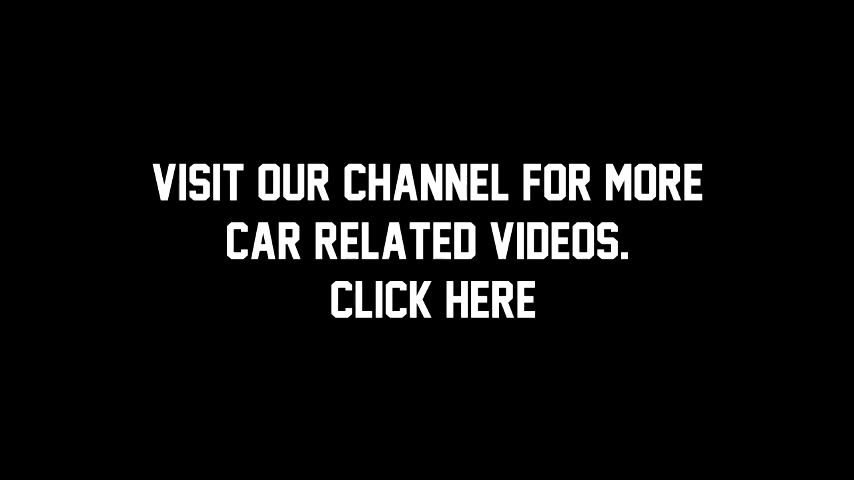 VISIT OUR CHANNEL FOR MORE
CAR RELATED VIDEOS.
CLICK HERE